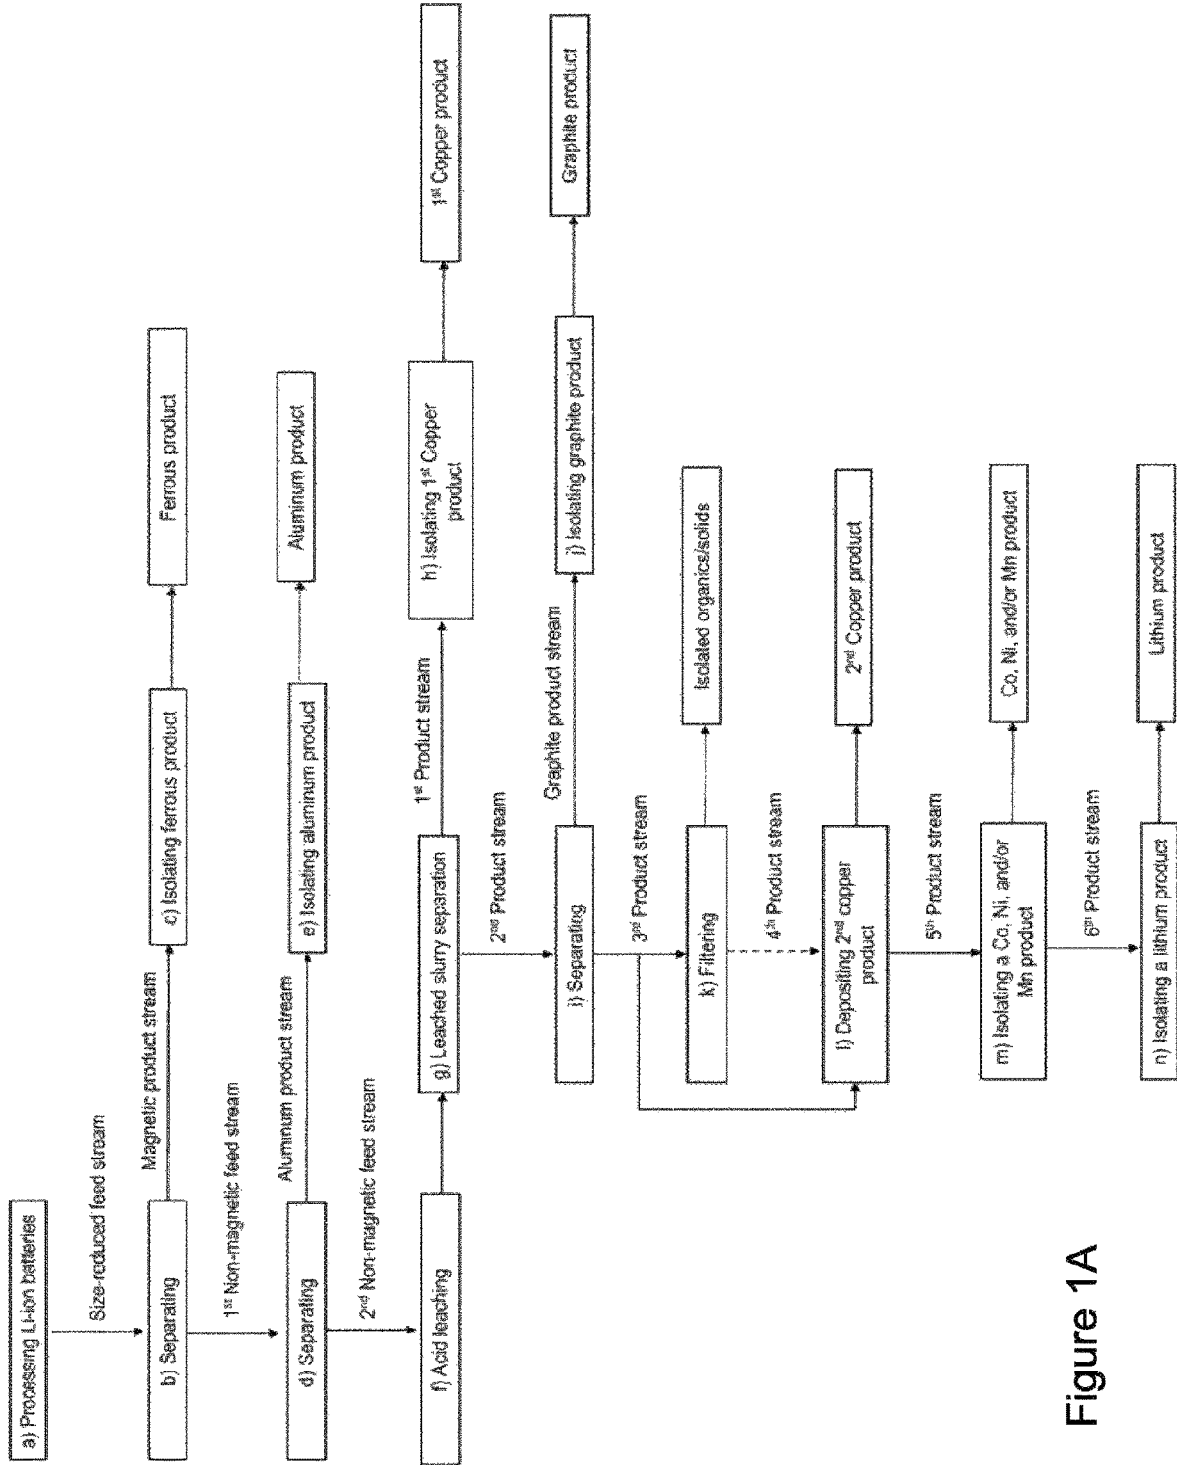 a) Processing Li-ion batteries
Size-reduced feed stream
b) Separating
Magnetic product stream
c) Isolating ferrous product
Ferrous product
1st Non-magnetic feed stream
d) Separating
Aluminum product stream
e) Isolating aluminum product
Aluminum product
2nd Non-magnetic feed stream
f) Acid leaching
g) Leached slurry separation
1st Product stream
h) Isolating 1st Copper
product
1st Copper product
2nd Product stream
i) Separating
Graphite product stream
j) Isolating graphite product
Graphite product
3rd Product stream
k) Filtering
Isolated organics/solids
4th Product stream
l) Depositing 2nd copper
product
2nd Copper product
5th Product stream
m) Isolating a Co, Ni, and/or
Mn product
Co, Ni, and/or Mn product
6th Product stream
n) Isolating a lithium product
Lithium product
Figure 1A